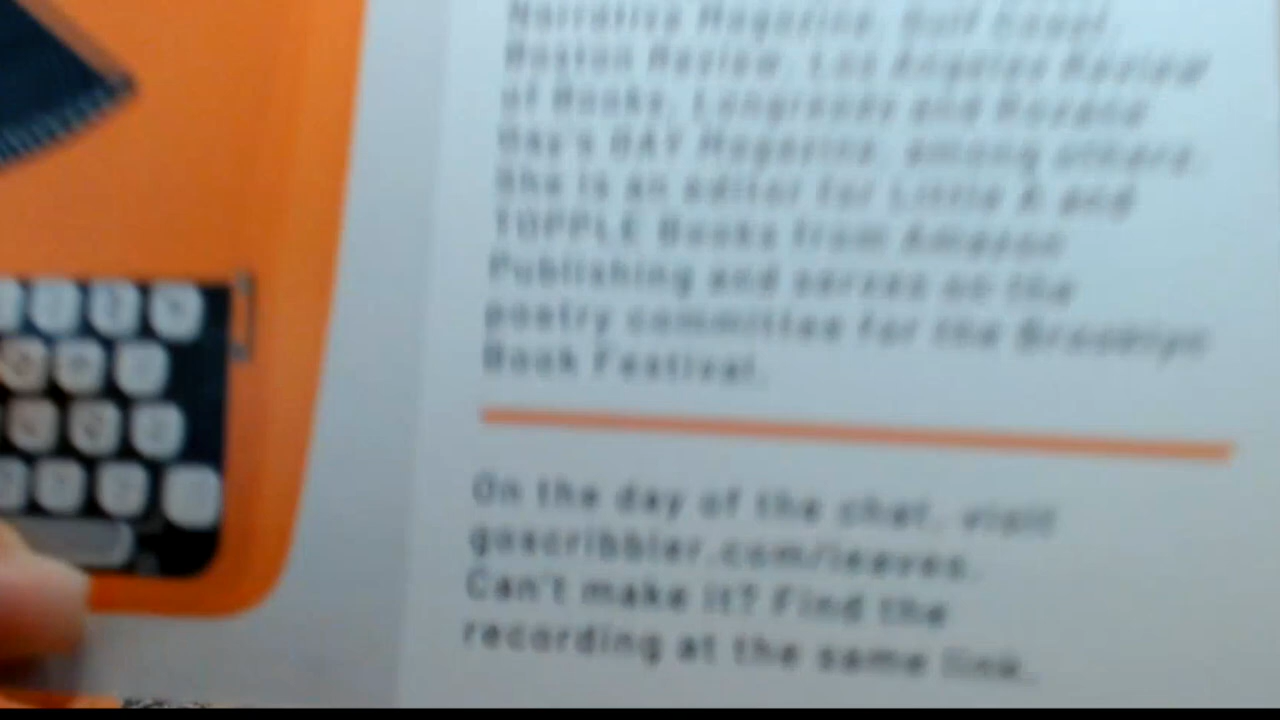 Narrative Magazine, Gulf Coast,
Boston Review, Los Angeles Review
of Books, Longreads and Roxane
Gay's GAY Magazine, among others.
She is an editor for Little A and
TOPPLE Books from Amazon
Publishing and serves on the
poetry committee for the Brooklyn
Book Festival.
On the day of the chat, visit
goscribbler.com/leaves.
Can't make it? Find the
recording at the same link.